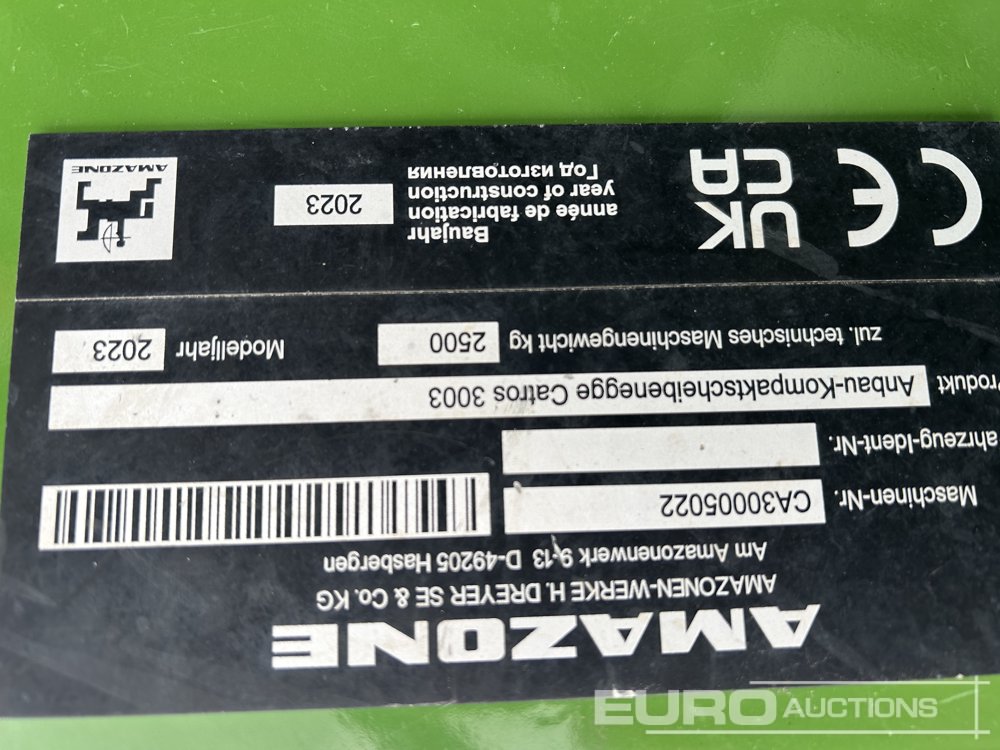 AMAZONE
AMAZONEN-WERKE H. DREYER SE & Co. KG
Am Amazonenwerk 9-13 D-49205 Hasbergen
Maschinen-Nr. CA30005022
ahrzeug-Ident-Nr.
Produkt Anbau-Kompaktscheibenegge Catros 3003
zul. technisches Maschinengewicht kg 2500 Modelljahr 2023
CE UK CA
Baujahr
année de fabrication
year of construction
Год изготовления
2023
AMAZONE
EURO AUCTIONS